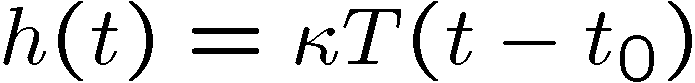 h(t) = κT(t − t₀)